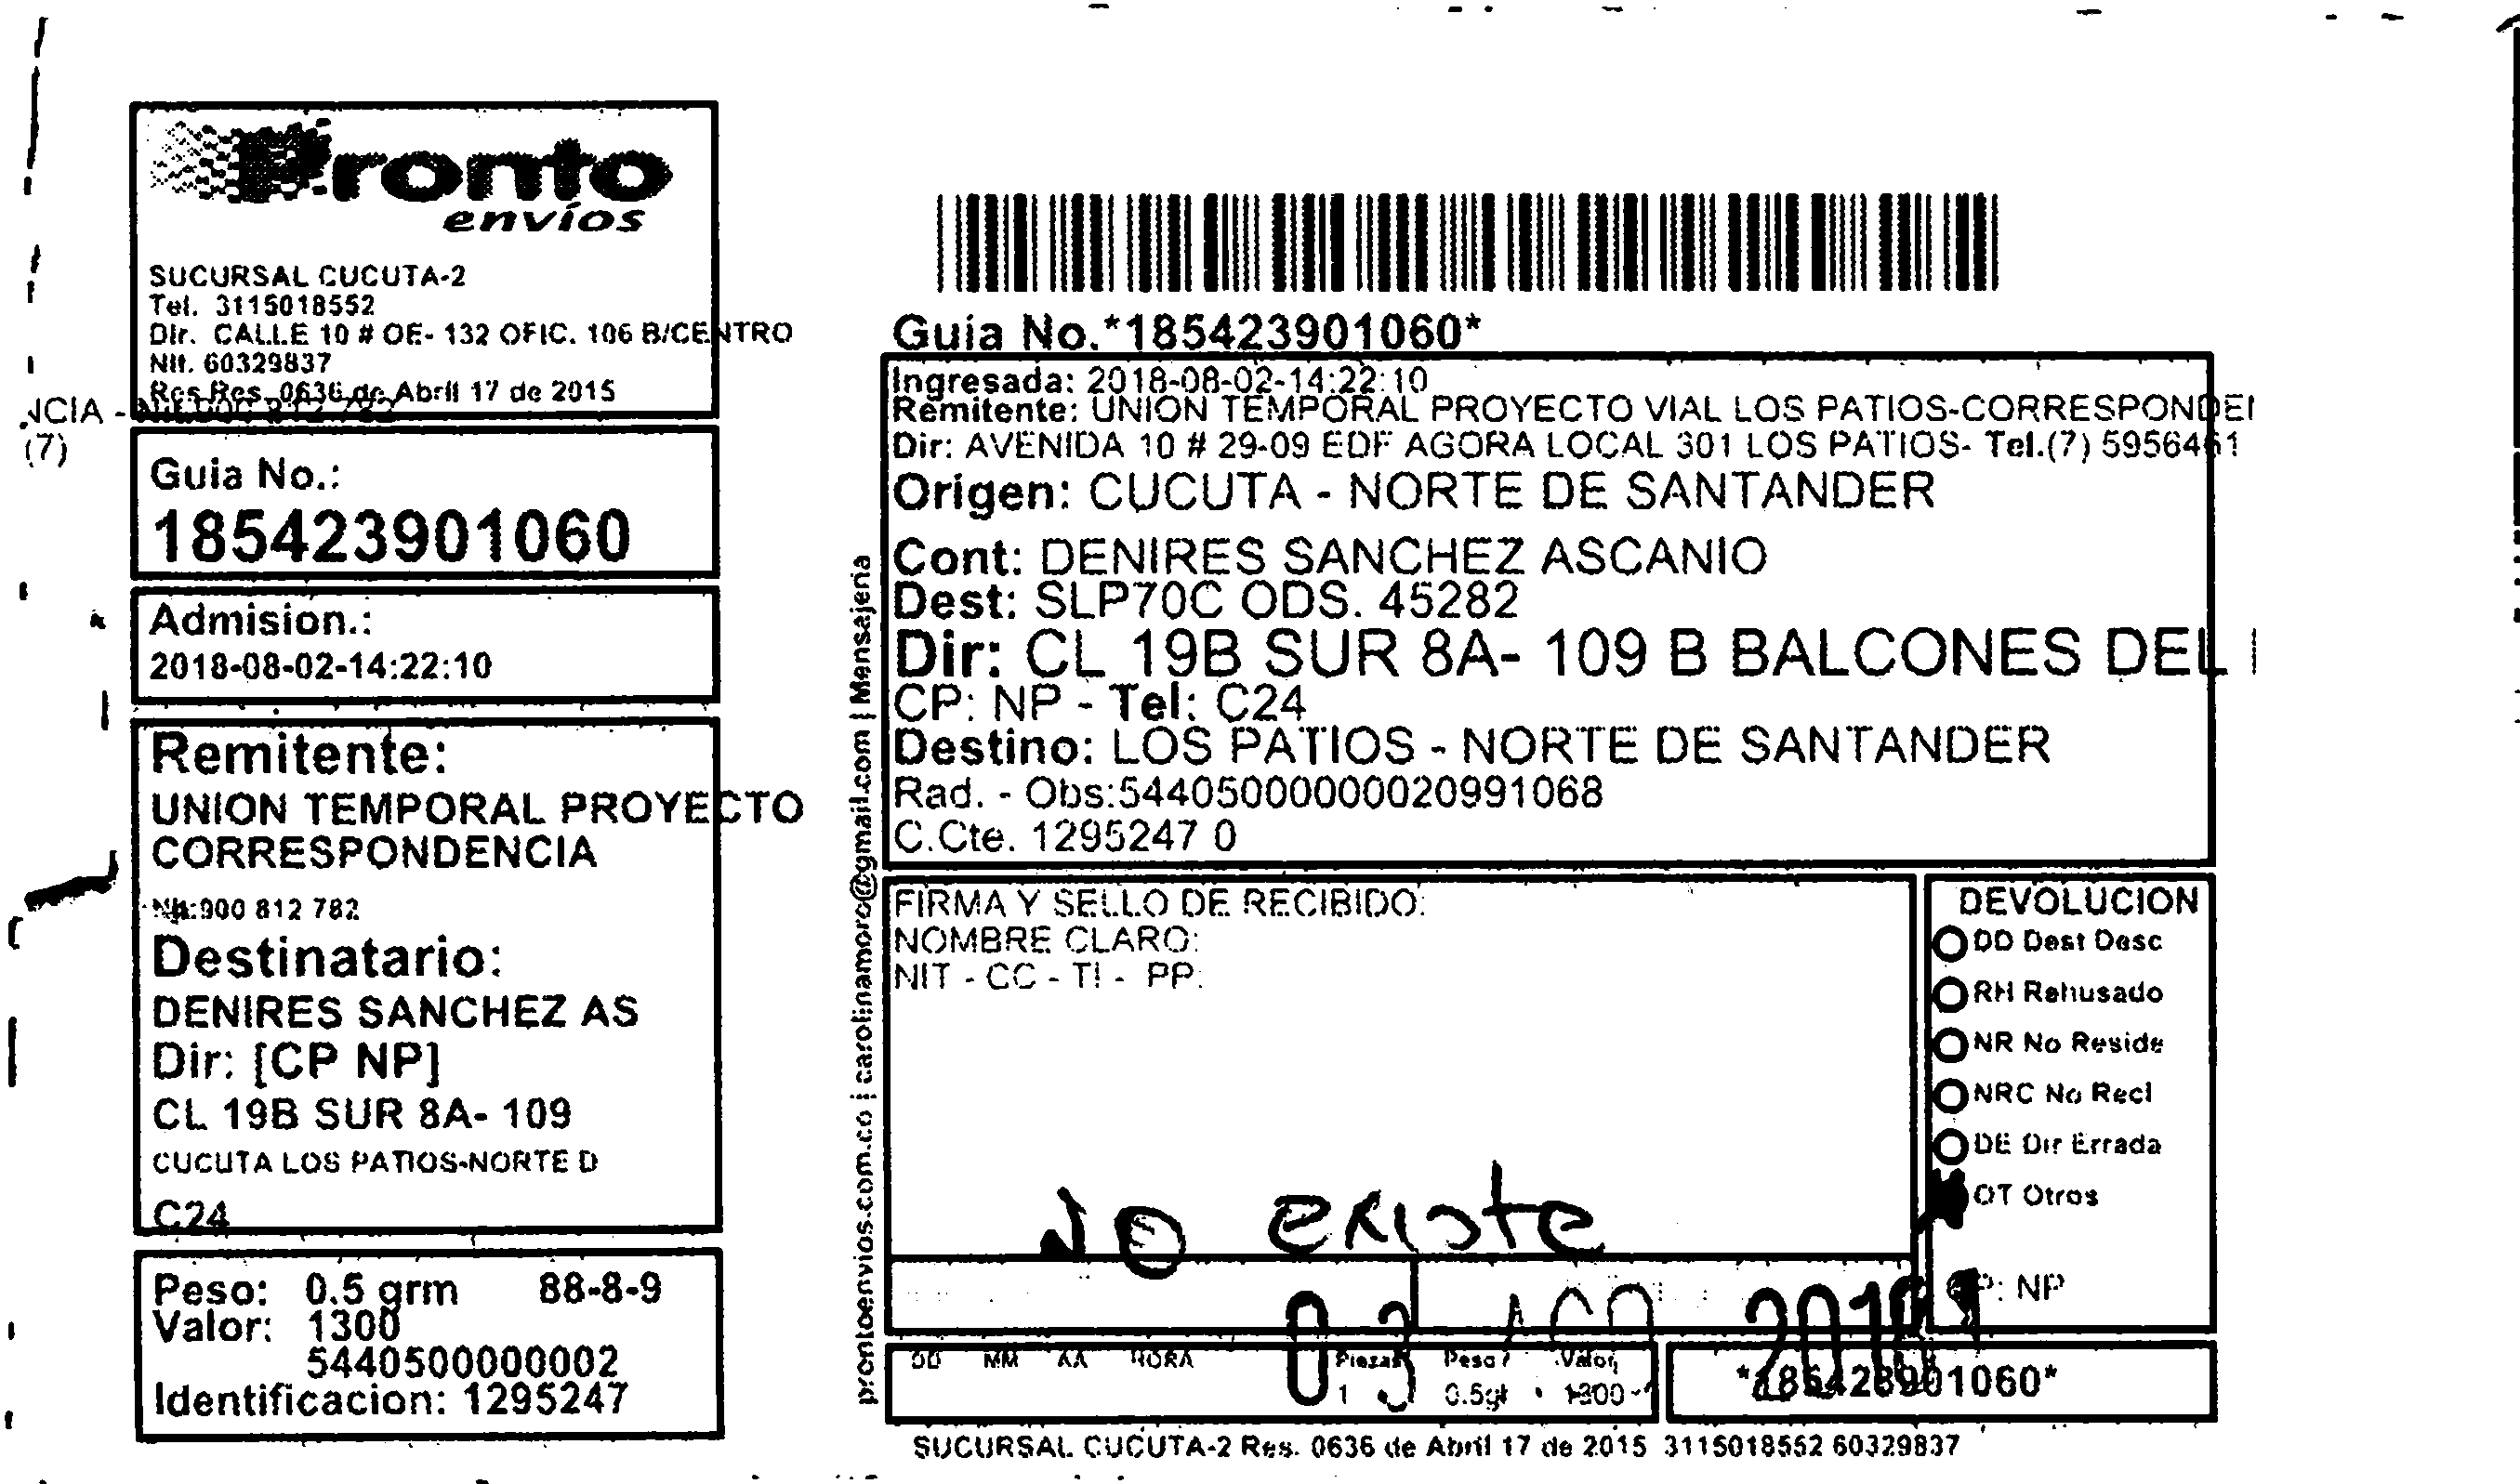 Pronto
envíos
SUCURSAL CUCUTA-2
Tel. 3115018552
Dir. CALLE 10 # OE- 132 OFIC. 106 B/CENTRO
Nit. 60329837
Res Res. 0636 de Abril 17 de 2015
NCIA -
(7)
Guia No.:
185423901060
Admision.:
2018-08-02-14:22:10
Remitente:
UNION TEMPORAL PROYECTO
CORRESPONDENCIA
Nit:900 812 782
Destinatario:
DENIRES SANCHEZ AS
Dir: [CP NP]
CL 19B SUR 8A- 109
CUCUTA LOS PATIOS-NORTE D
C24
Peso: 0.5 grm 88-8-9
Valor: 1300
5440500000002
Identificacion: 1295247
prontoenvios.com.co | carolinamoro@gmail.com | Mensajeria
Guia No.*185423901060*
Ingresada: 2018-08-02-14:22:10
Remitente: UNION TEMPORAL PROYECTO VIAL LOS PATIOS-CORRESPONDEN
Dir: AVENIDA 10 # 29-09 EDF AGORA LOCAL 301 LOS PATIOS- Tel.(7) 5956461
Origen: CUCUTA - NORTE DE SANTANDER
Cont: DENIRES SANCHEZ ASCANIO
Dest: SLP70C ODS. 45282
Dir: CL 19B SUR 8A- 109 B BALCONES DEL
CP: NP - Tel: C24
Destino: LOS PATIOS - NORTE DE SANTANDER
Rad. - Obs:5440500000002099106​8
C.Cte. 1295247 0
FIRMA Y SELLO DE RECIBIDO:
NOMBRE CLARO:
NIT - CC - TI - PP:
No existe
DEVOLUCION
DD Dest Desc
RH Rehusado
NR No Reside
NRC No Recl
DE Dir Errada
OT Otros
CP: NP
03 AGO 2018
DD MM AA HORA
Piezas Peso Valor
1 0.5gr 1300
*185423901060*
SUCURSAL CUCUTA-2 Res. 0636 de Abril 17 de 2015 3115018552 60329837